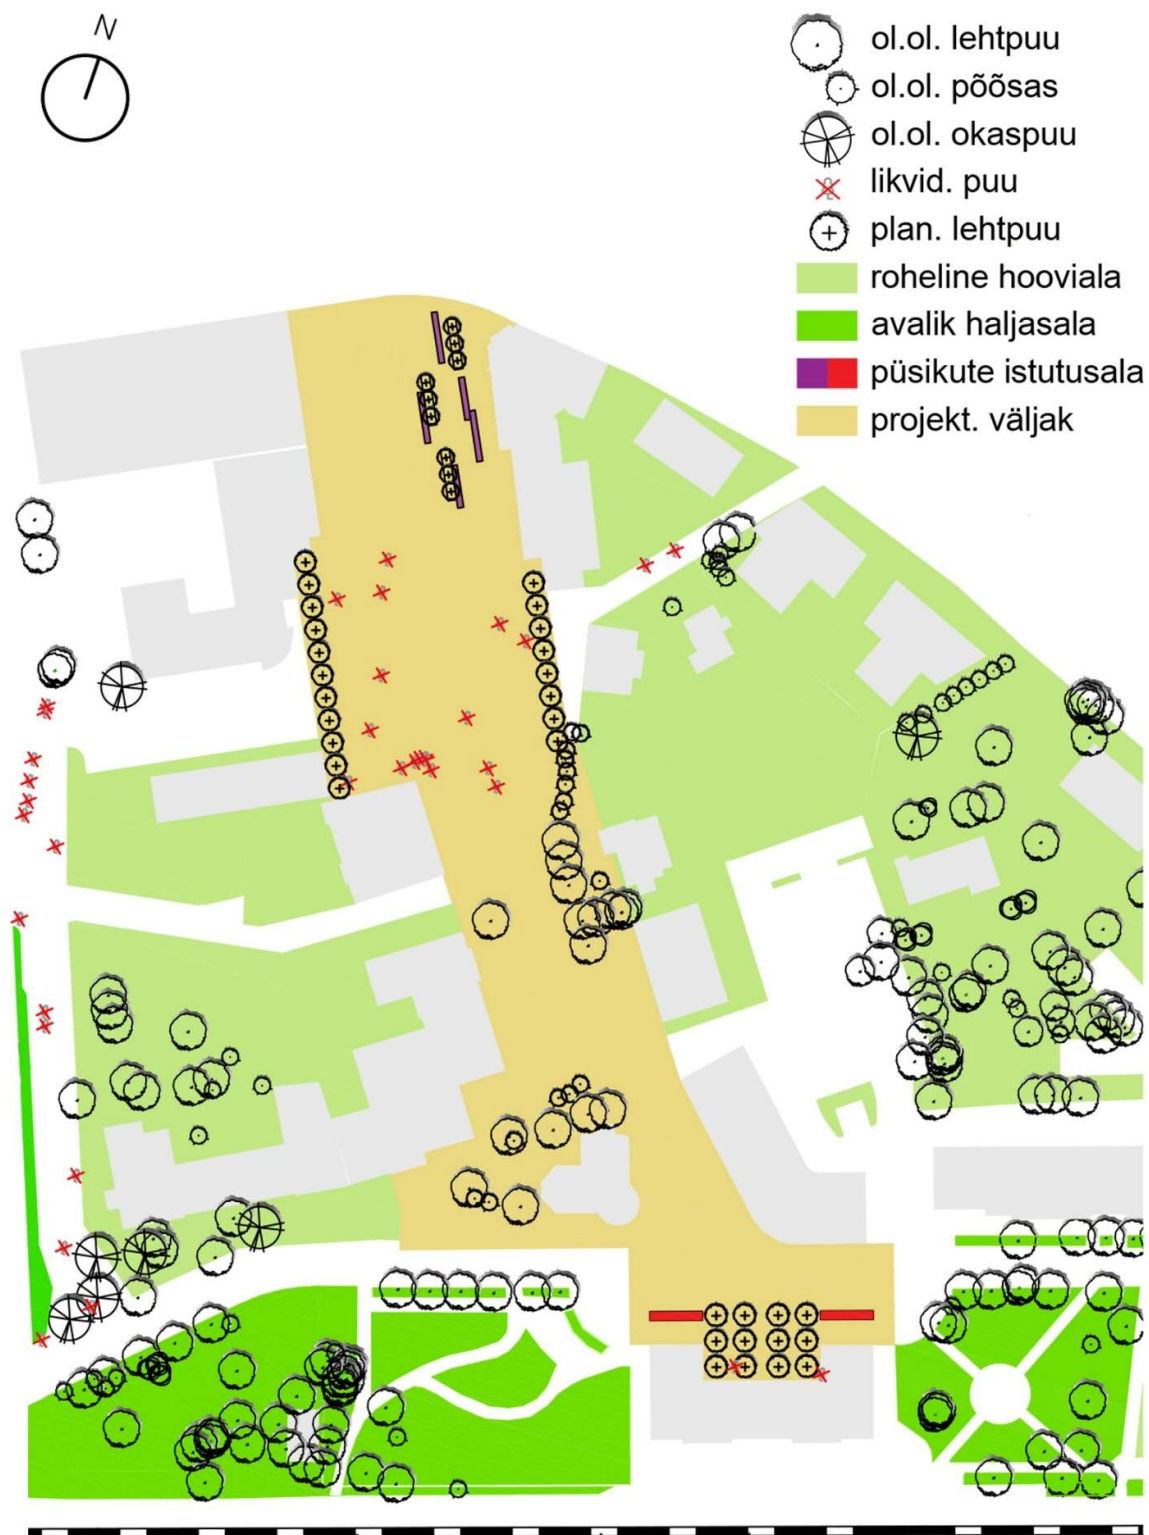 N
ol.ol. lehtpuu
ol.ol. põõsas
ol.ol. okaspuu
likvid. puu
plan. lehtpuu
roheline hooviala
avalik haljasala
püsikute istutusala
projekt. väljak